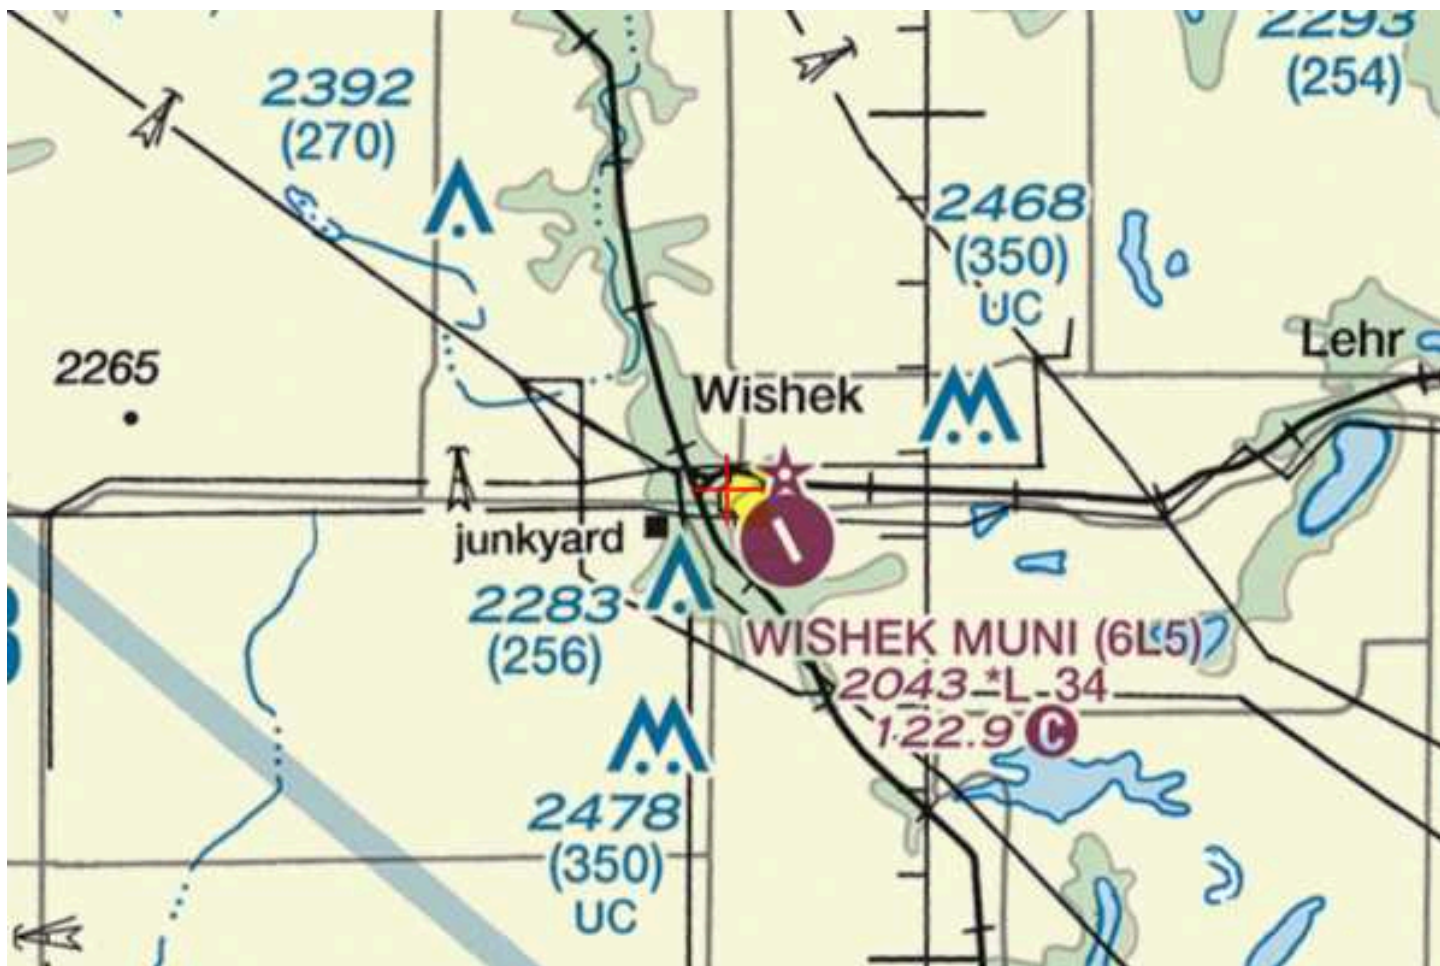 2293
(254)
2392
(270)
2468
(350)
UC
Lehr
2265
Wishek
junkyard
2283
(256)
WISHEK MUNI (6L5)
2043 *L 34
122.9 C
2478
(350)
UC